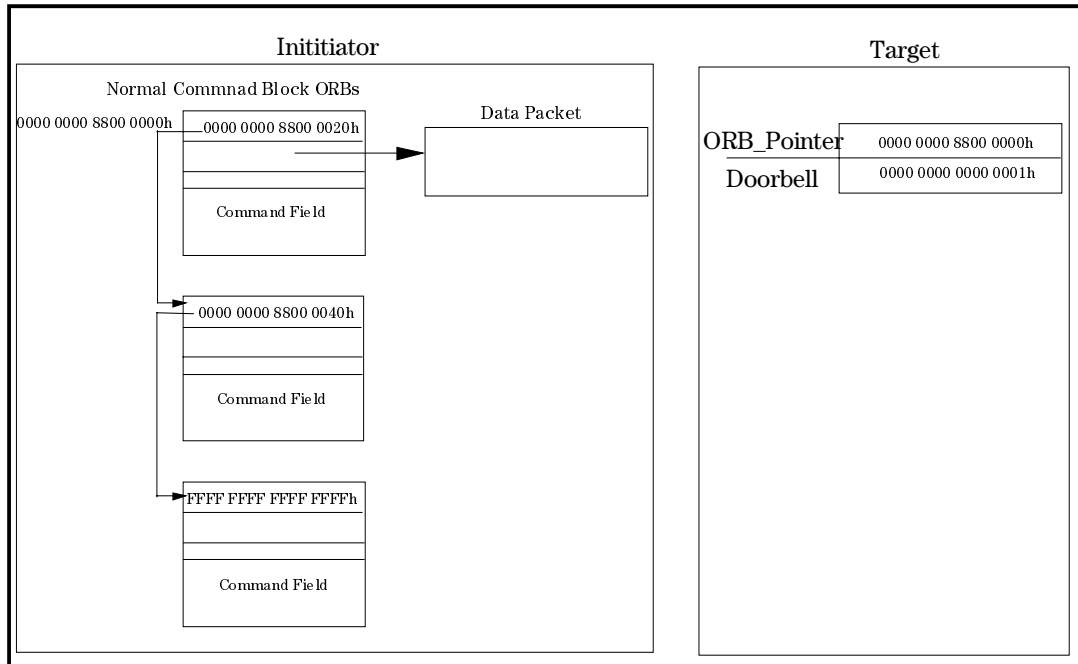 Inititiator
Target
Normal Commnad Block ORBs
0000 0000 8800 0000h
0000 0000 8800 0020h
Data Packet
Command Field
0000 0000 8800 0040h
Command Field
FFFF FFFF FFFF FFFFh
Command Field
ORB_Pointer
0000 0000 8800 0000h
Doorbell
0000 0000 0000 0001h